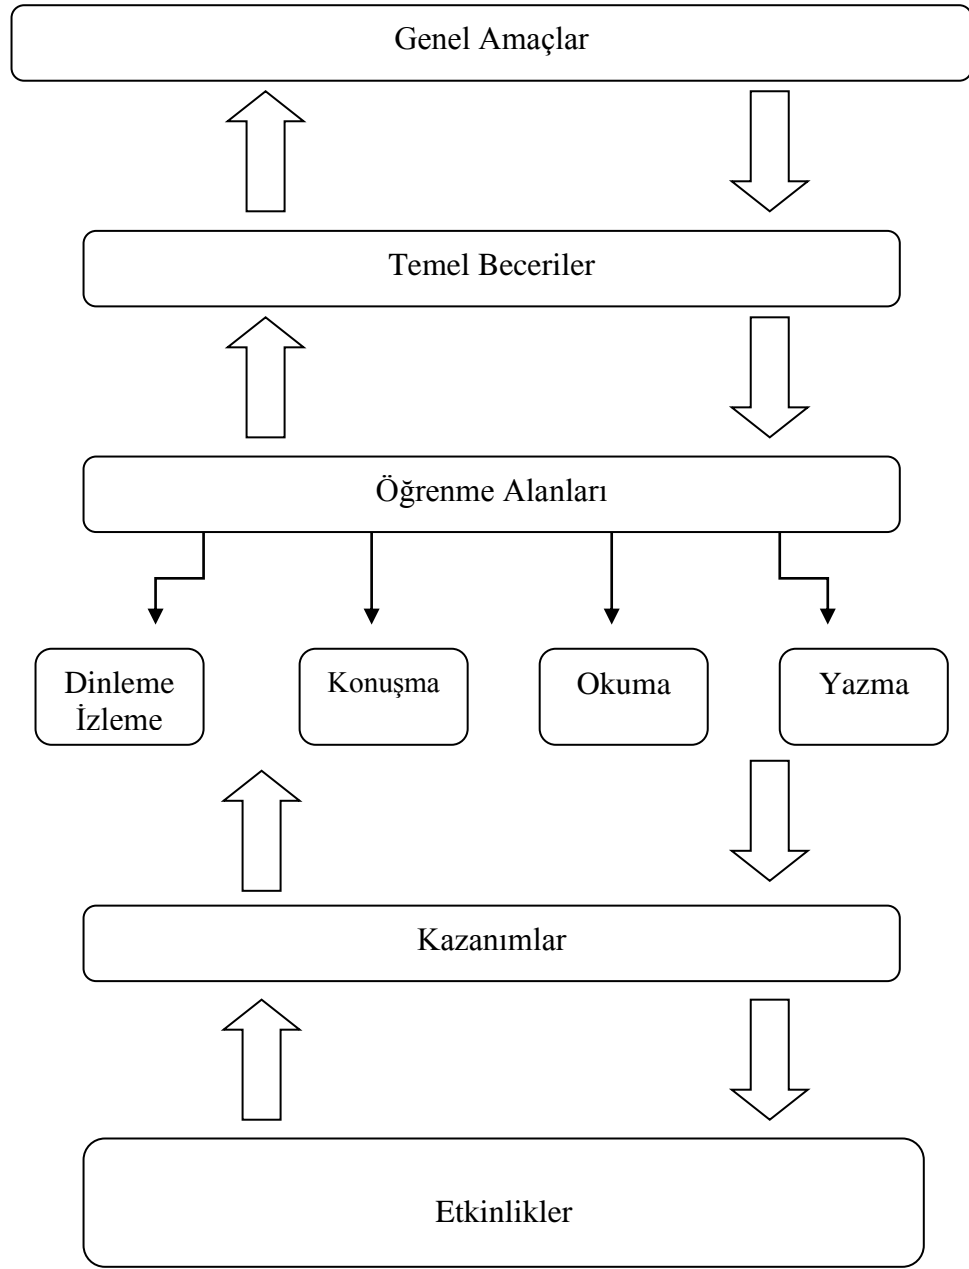 Genel Amaçlar
Temel Beceriler
Öğrenme Alanları
Dinleme
İzleme
Konuşma
Okuma
Yazma
Kazanımlar
Etkinlikler